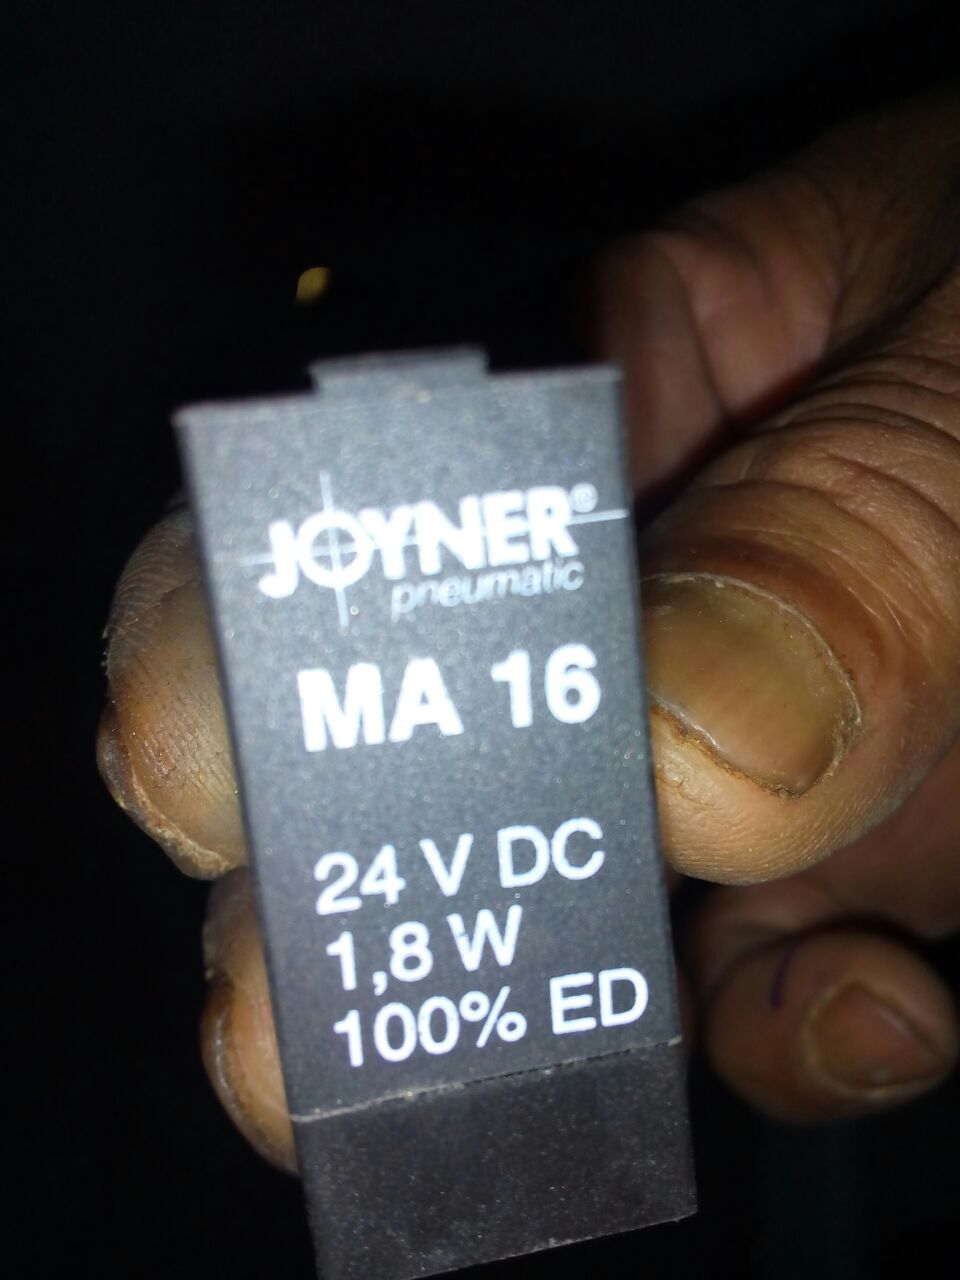 JOYNER®
pneumatic
MA 16
24 V DC
1,8 W
100% ED